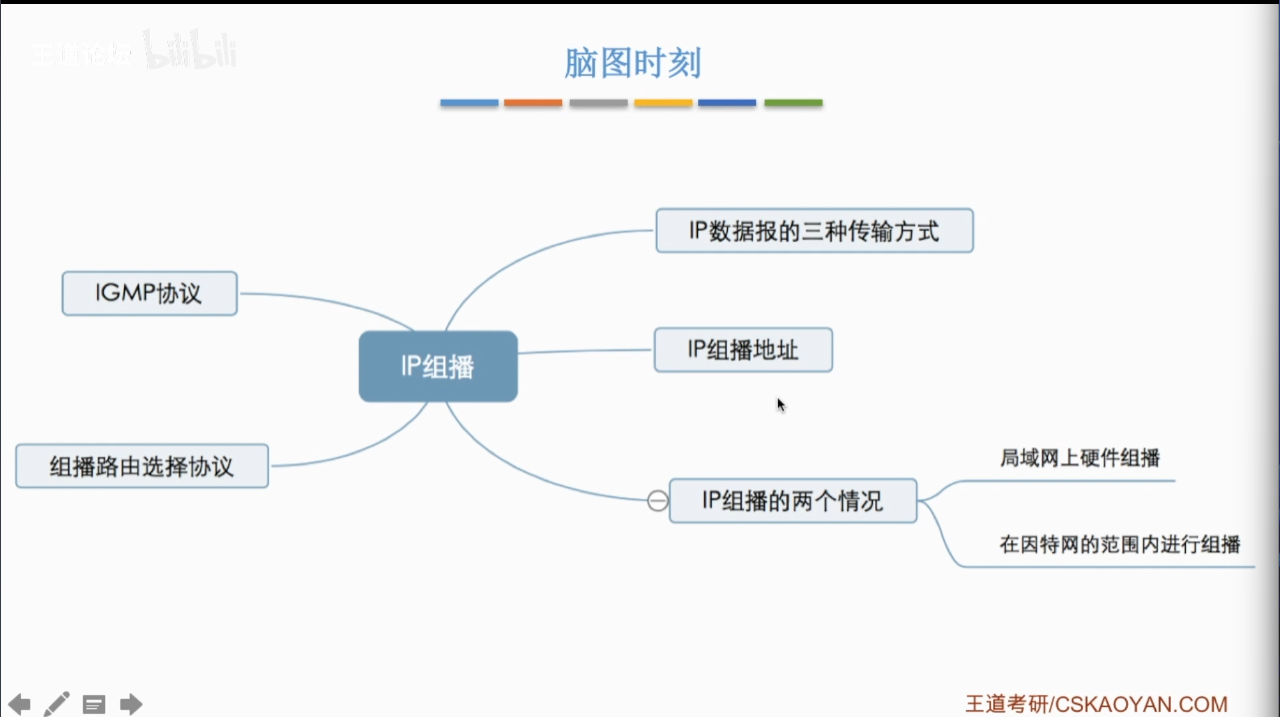 王道论坛 bilibili
脑图时刻
IP数据报的三种传输方式
IGMP协议
IP组播地址
IP组播
局域网上硬件组播
组播路由选择协议
IP组播的两个情况
在因特网的范围内进行组播
王道考研/CSKAOYAN.COM